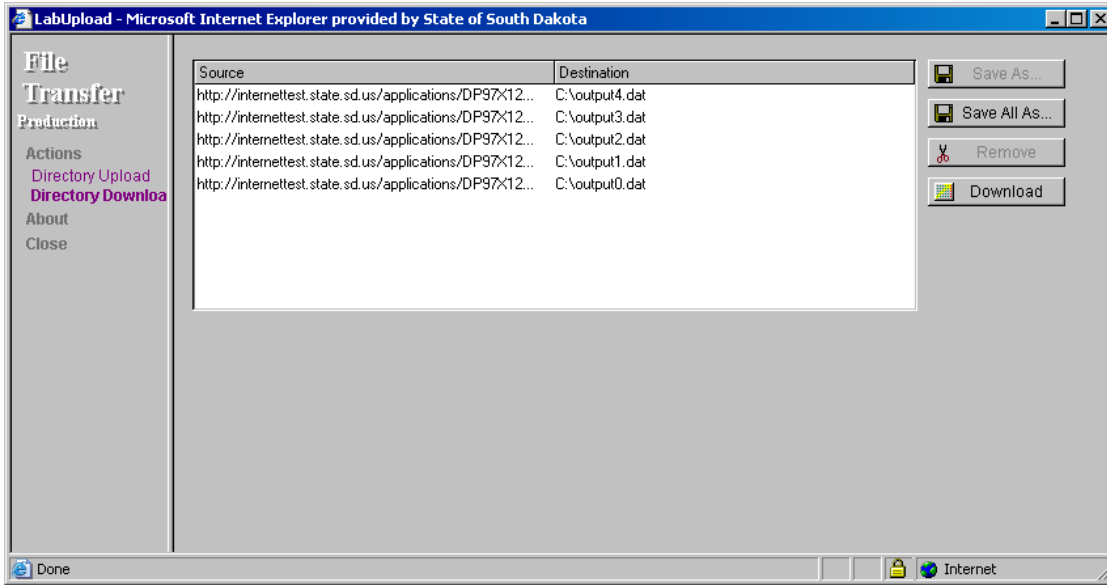 LabUpload - Microsoft Internet Explorer provided by State of South Dakota
File
Transfer
Production
Actions
Directory Upload
Directory Downloa
About
Close
Source Destination
http://internettest.state.sd.us/applications/DP97X12... C:\output4.dat
http://internettest.state.sd.us/applications/DP97X12... C:\output3.dat
http://internettest.state.sd.us/applications/DP97X12... C:\output2.dat
http://internettest.state.sd.us/applications/DP97X12... C:\output1.dat
http://internettest.state.sd.us/applications/DP97X12... C:\output0.dat
Save As...
Save All As...
Remove
Download
Done
Internet